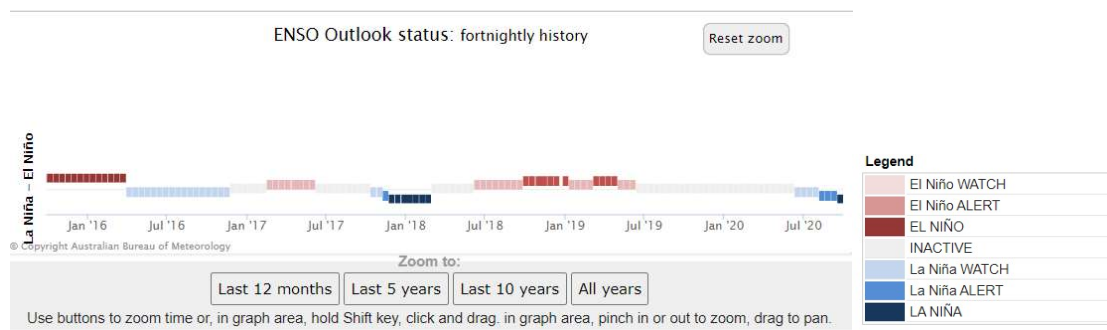 ENSO Outlook status: fortnightly history
Reset zoom
La Niña – El Niño
Jan '16
Jul '16
Jan '17
Jul '17
Jan '18
Jul '18
Jan '19
Jul '19
Jan '20
Jul '20
© Copyright Australian Bureau of Meteorology
Legend
El Niño WATCH
El Niño ALERT
EL NIÑO
INACTIVE
La Niña WATCH
La Niña ALERT
LA NIÑA
Zoom to:
Last 12 months
Last 5 years
Last 10 years
All years
Use buttons to zoom time or, in graph area, hold Shift key, click and drag. in graph area, pinch in or out to zoom, drag to pan.